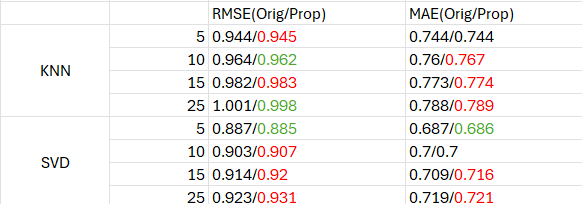 RMSE(Orig/Prop) MAE(Orig/Prop)
KNN 5 0.944/0.945 0.744/0.744
10 0.964/0.962 0.76/0.767
15 0.982/0.983 0.773/0.774
25 1.001/0.998 0.788/0.789
SVD 5 0.887/0.885 0.687/0.686
10 0.903/0.907 0.7/0.7
15 0.914/0.92 0.709/0.716
25 0.923/0.931 0.719/0.721